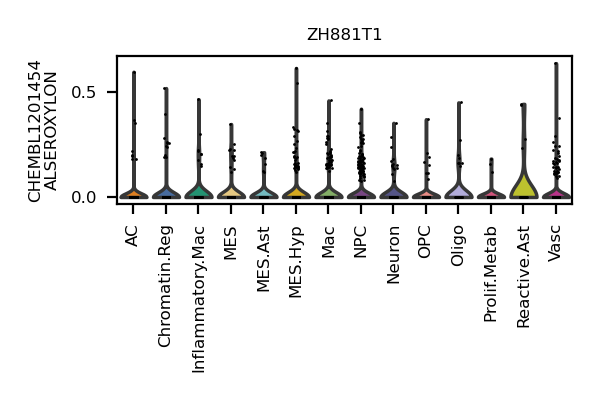 ZH881T1
CHEMBL1201454
ALSEROXYLON
0.5
0.0
AC
Chromatin.Reg
Inflammatory.Mac
MES
MES.Ast
MES.Hyp
Mac
NPC
Neuron
OPC
Oligo
Prolif.Metab
Reactive.Ast
Vasc